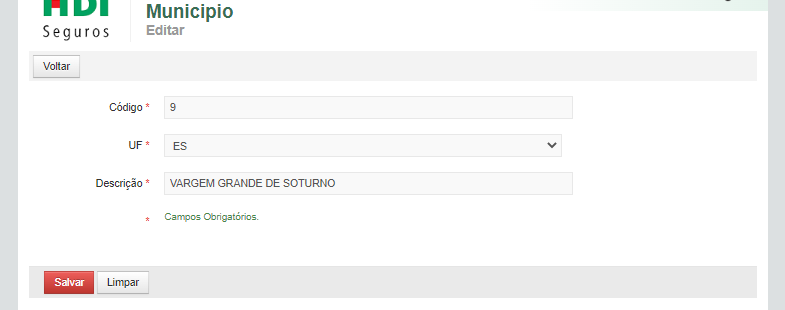 HDI
Seguros
Municipio
Editar
Voltar
Código *
9
UF *
ES
Descrição *
VARGEM GRANDE DE SOTURNO
* Campos Obrigatórios.
Salvar Limpar